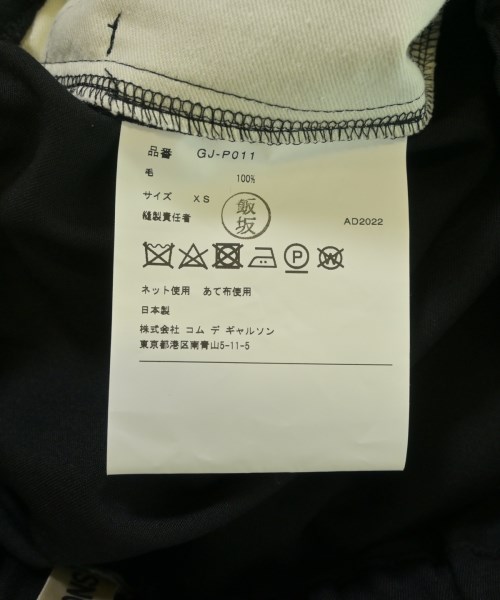 品番 GJ-P011
毛 100%
サイズ XS
飯坂
縫製責任者 AD2022
P W
ネット使用 あて布使用
日本製
株式会社 コム デ ギャルソン
東京都港区南青山5-11-5
ONS